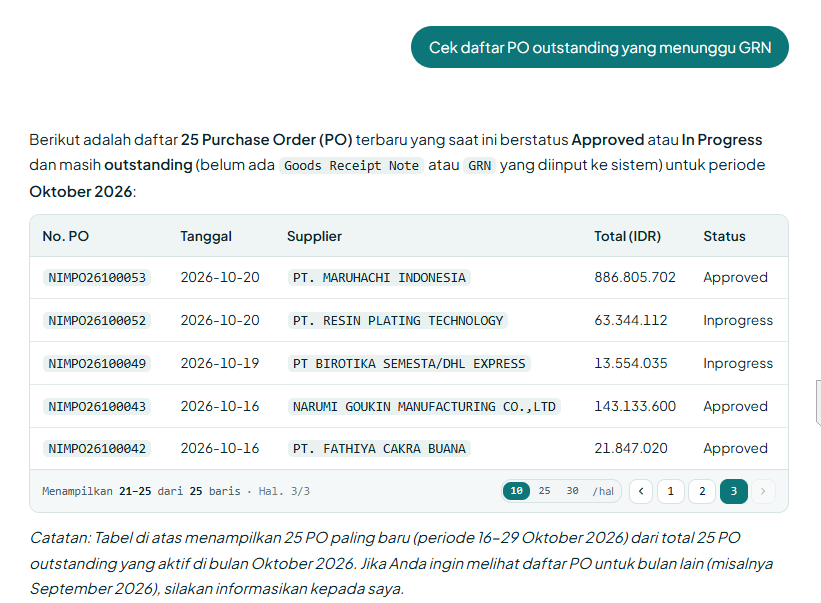 Cek daftar PO outstanding yang menunggu GRN
Berikut adalah daftar 25 Purchase Order (PO) terbaru yang saat ini berstatus Approved atau In Progress
dan masih outstanding (belum ada Goods Receipt Note atau GRN yang diinput ke sistem) untuk periode
Oktober 2026:
No. PO Tanggal Supplier Total (IDR) Status
NIMPO26100053 2026-10-20 PT. MARUHACHI INDONESIA 886.805.702 Approved
NIMPO26100052 2026-10-20 PT. RESIN PLATING TECHNOLOGY 63.344.112 Inprogress
NIMPO26100049 2026-10-19 PT BIROTIKA SEMESTA/DHL EXPRESS 13.554.035 Inprogress
NIMPO26100043 2026-10-16 NARUMI GOUKIN MANUFACTURING CO.,LTD 143.133.600 Approved
NIMPO26100042 2026-10-16 PT. FATHIYA CAKRA BUANA 21.847.020 Approved
Menampilkan 21–25 dari 25 baris · Hal. 3/3 10 25 30 /hal ‹ 1 2 3 ›
Catatan: Tabel di atas menampilkan 25 PO paling baru (periode 16–29 Oktober 2026) dari total 25 PO
outstanding yang aktif di bulan Oktober 2026. Jika Anda ingin melihat daftar PO untuk bulan lain (misalnya
September 2026), silakan informasikan kepada saya.